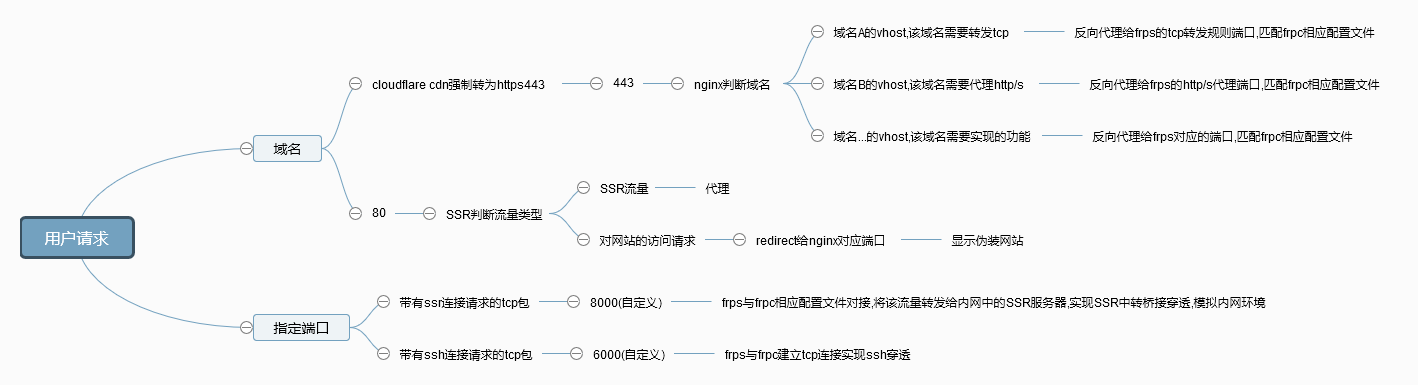 用户请求
域名
cloudflare cdn强制转为https443
443
nginx判断域名
域名A的vhost,该域名需要转发tcp
反向代理给frps的tcp转发规则端口,匹配frpc相应配置文件
域名B的vhost,该域名需要代理http/s
反向代理给frps的http/s代理端口,匹配frpc相应配置文件
域名...的vhost,该域名需要实现的功能
反向代理给frps对应的端口,匹配frpc相应配置文件
80
SSR判断流量类型
SSR流量
代理
对网站的访问请求
redirect给nginx对应端口
显示伪装网站
指定端口
带有ssr连接请求的tcp包
8000(自定义)
frps与frpc相应配置文件对接,将该流量转发给内网中的SSR服务器,实现SSR中转桥接穿透,模拟内网环境
带有ssh连接请求的tcp包
6000(自定义)
frps与frpc建立tcp连接实现ssh穿透